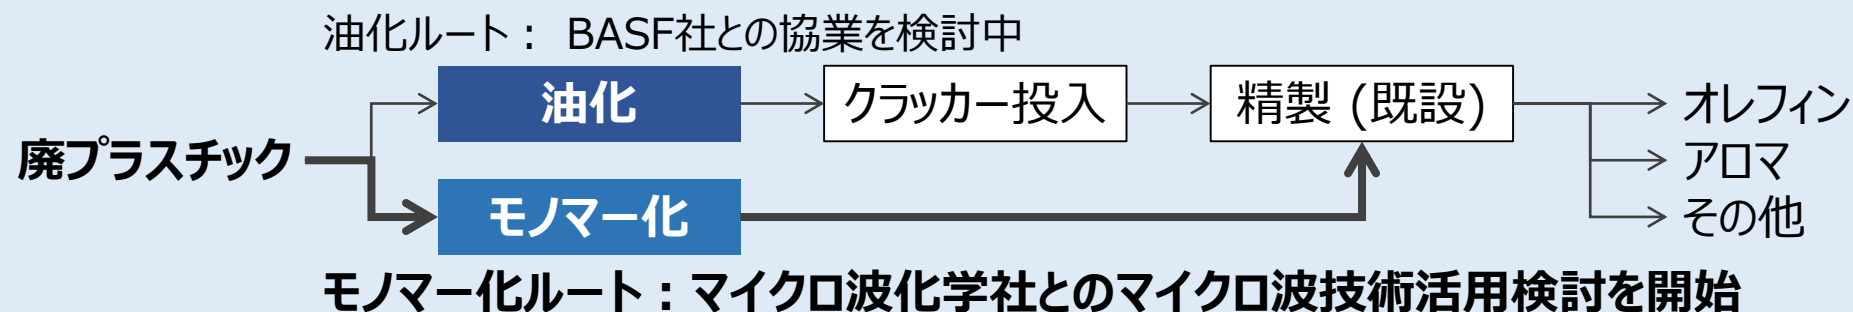 油化ルート： BASF社との協業を検討中
油化
クラッカー投入
精製 (既設)
オレフィン
廃プラスチック
アロマ
モノマー化
その他
モノマー化ルート：マイクロ波化学社とのマイクロ波技術活用検討を開始